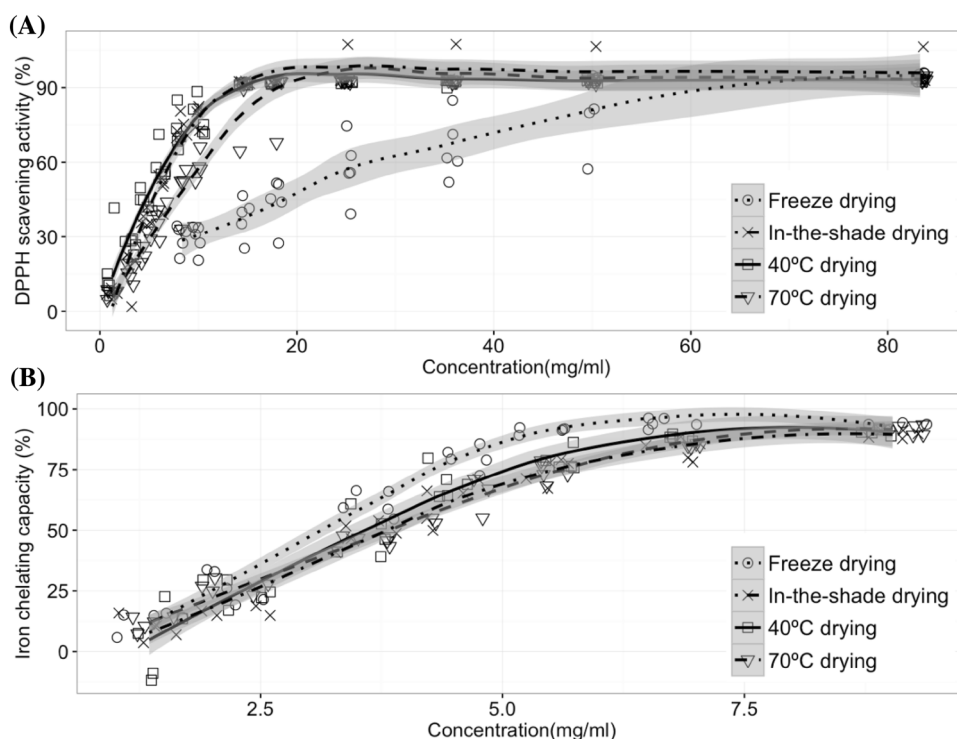 (A)
DPPH scavening activity (%)
90
60
30
0
Freeze drying
In-the-shade drying
40ºC drying
70ºC drying
0 20 40 60 80
Concentration(mg/ml)
(B)
Iron chelating capacity (%)
100
75
50
25
0
Freeze drying
In-the-shade drying
40ºC drying
70ºC drying
2.5 5.0 7.5
Concentration(mg/ml)